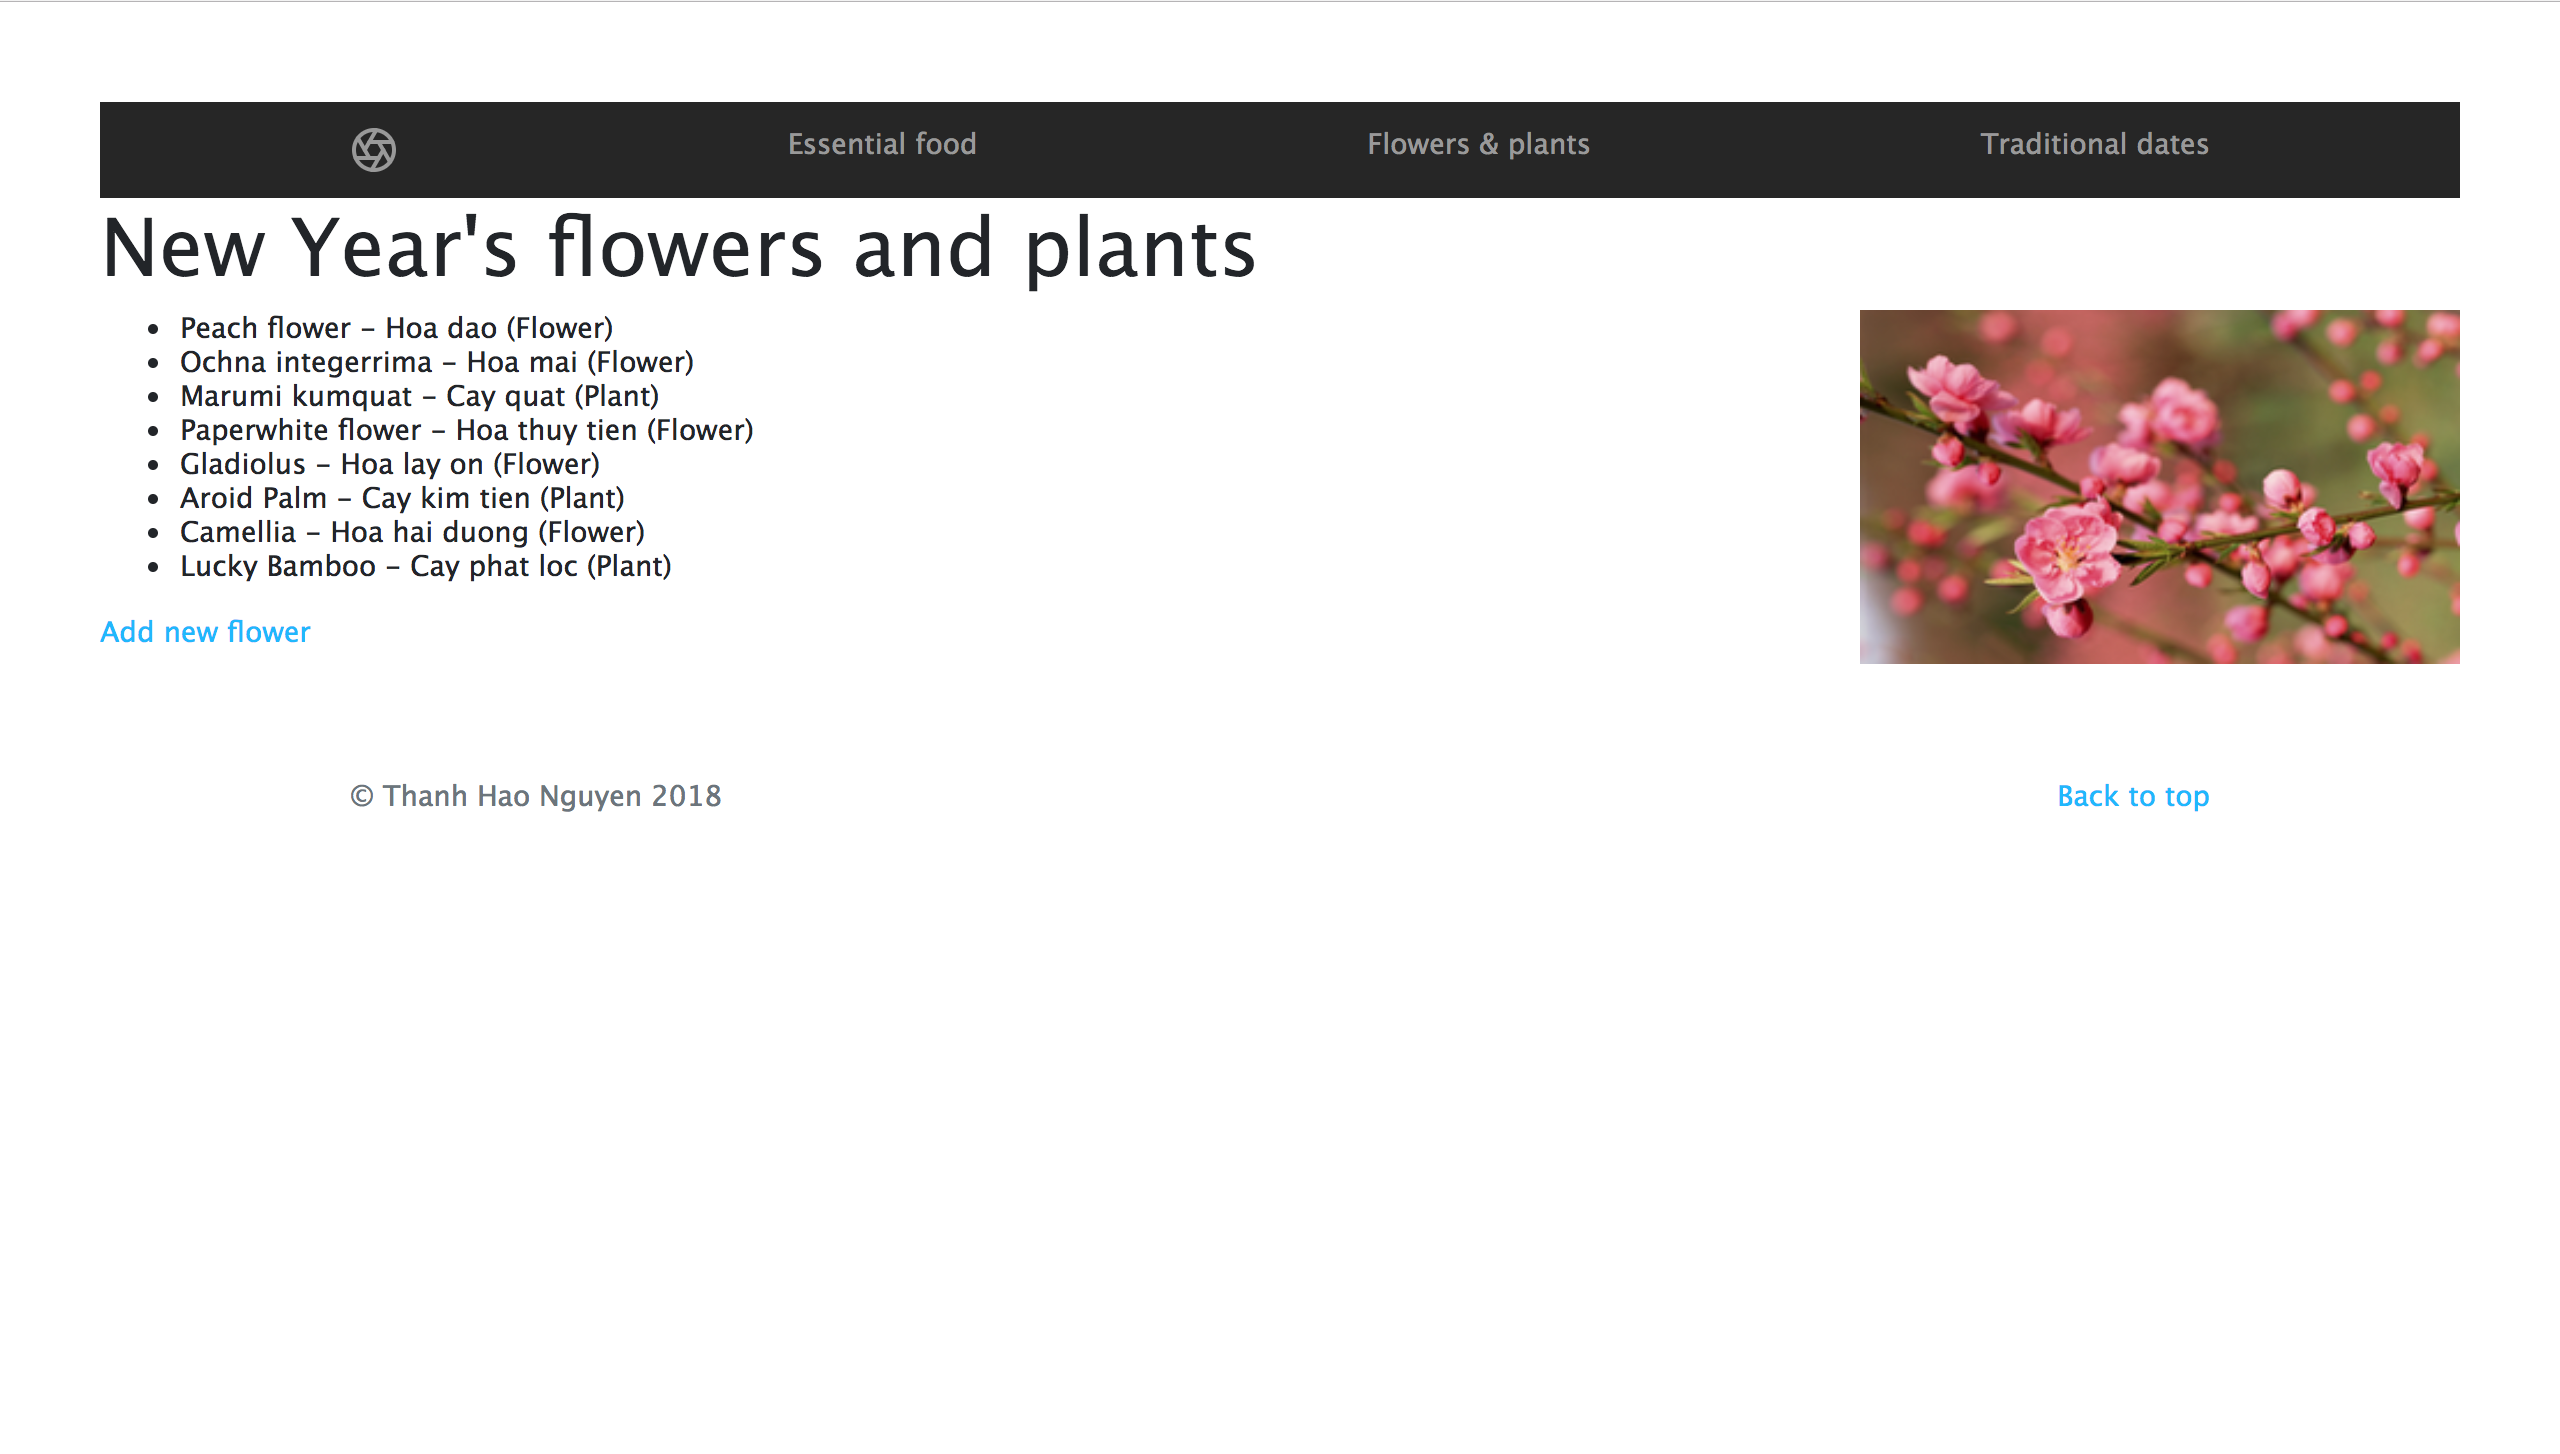 Essential food
Flowers & plants
Traditional dates
New Year's flowers and plants
Peach flower - Hoa dao (Flower)
Ochna integerrima - Hoa mai (Flower)
Marumi kumquat - Cay quat (Plant)
Paperwhite flower - Hoa thuy tien (Flower)
Gladiolus - Hoa lay on (Flower)
Aroid Palm - Cay kim tien (Plant)
Camellia - Hoa hai duong (Flower)
Lucky Bamboo - Cay phat loc (Plant)
Add new flower
© Thanh Hao Nguyen 2018
Back to top